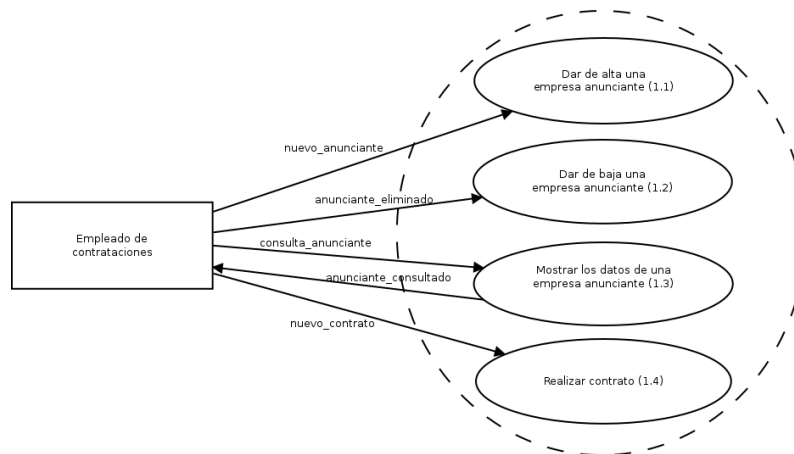 Dar de alta una
empresa anunciante (1.1)
nuevo_anunciante
Dar de baja una
empresa anunciante (1.2)
anunciante_eliminado
Empleado de
contrataciones
consulta_anunciante
Mostrar los datos de una
empresa anunciante (1.3)
anunciante_consultado
nuevo_contrato
Realizar contrato (1.4)